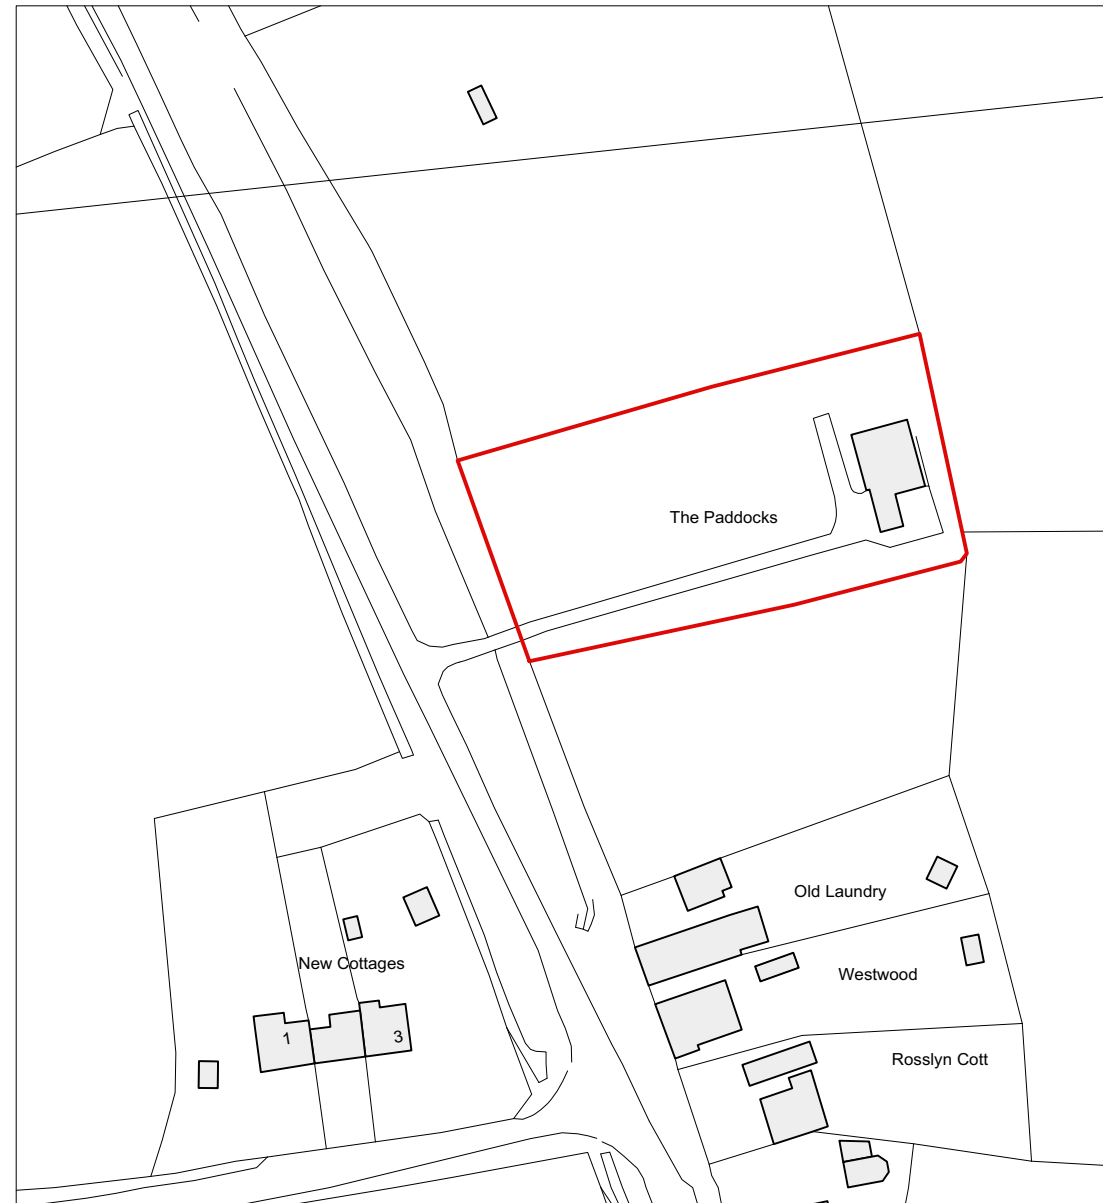 The Paddocks
Old Laundry
New Cottages
Westwood
1
3
Rosslyn Cott